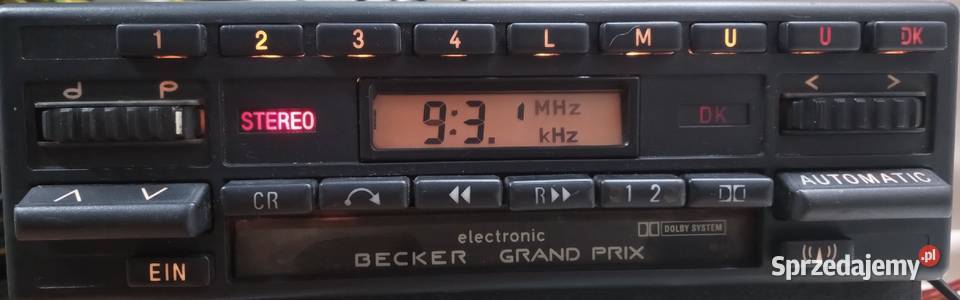 1 2 3 4 L M U U DK
STEREO 9:3.1 MHz kHz DK
CR R 1 2
AUTOMATIC
electronic DOLBY SYSTEM
BECKER GRAND PRIX
EIN
Sprzedajemy.pl